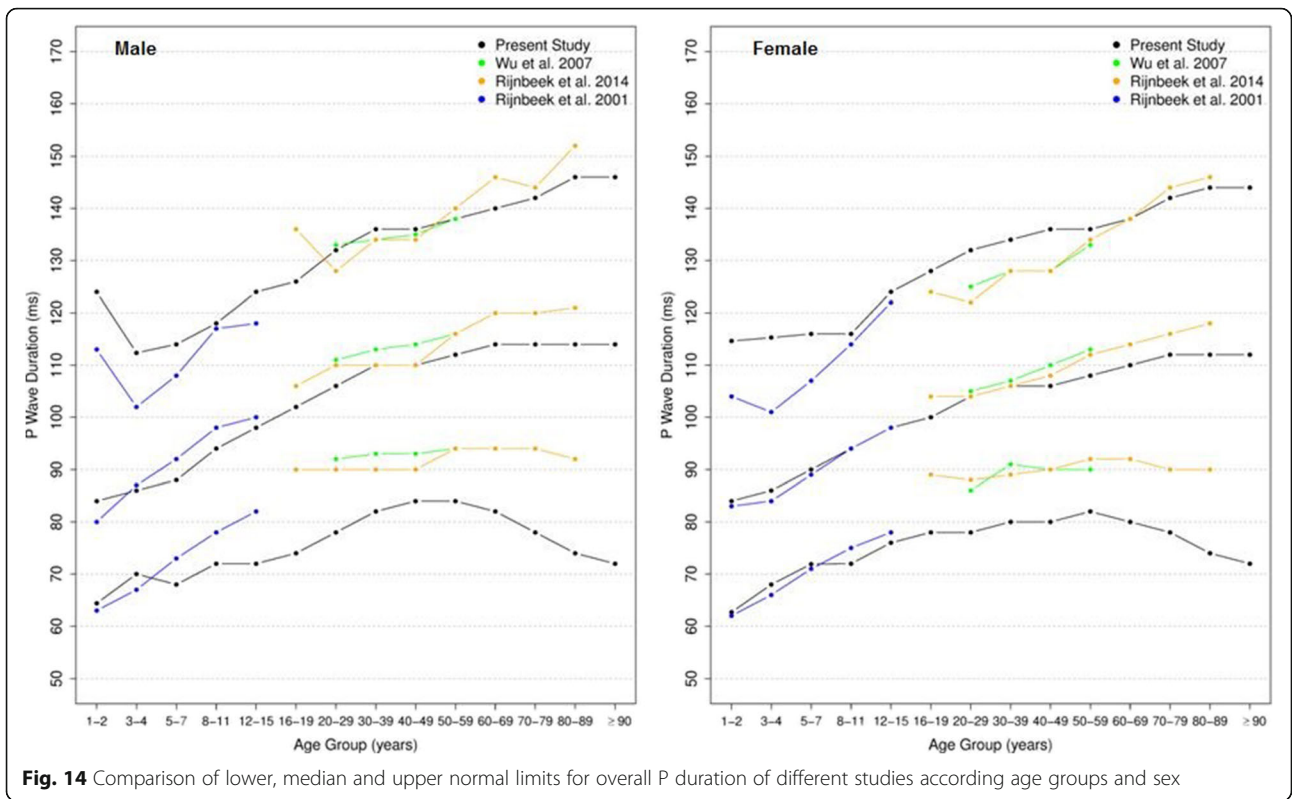 Male
Present Study
Wu et al. 2007
Rijnbeek et al. 2014
Rijnbeek et al. 2001
P Wave Duration (ms)
170
160
150
140
130
120
110
100
90
80
70
60
50
1–2 3–4 5–7 8–11 12–15 16–19 20–29 30–39 40–49 50–59 60–69 70–79 80–89 ≥ 90
Age Group (years)
Female
Present Study
Wu et al. 2007
Rijnbeek et al. 2014
Rijnbeek et al. 2001
P Wave Duration (ms)
170
160
150
140
130
120
110
100
90
80
70
60
50
1–2 3–4 5–7 8–11 12–15 16–19 20–29 30–39 40–49 50–59 60–69 70–79 80–89 ≥ 90
Age Group (years)
Fig. 14 Comparison of lower, median and upper normal limits for overall P duration of different studies according age groups and sex